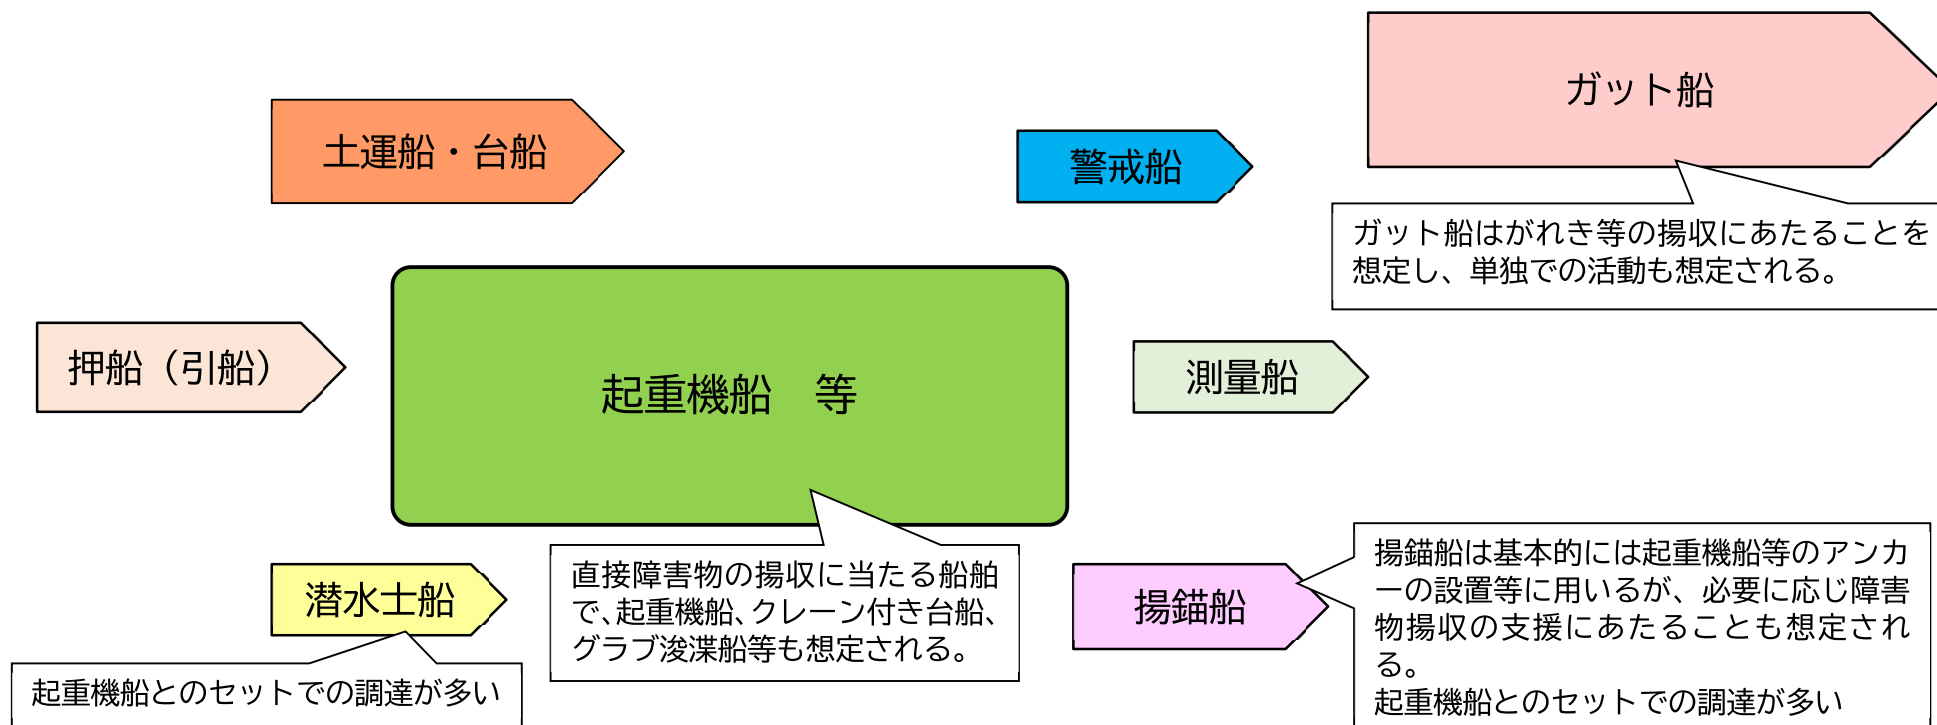 ガット船
土運船・台船
警戒船
ガット船はがれき等の揚収にあたることを
想定し、単独での活動も想定される。
押船（引船）
起重機船　等
測量船
潜水士船
起重機船とのセットでの調達が多い
直接障害物の揚収に当たる船舶
で、起重機船、クレーン付き台船、
グラブ浚渫船等も想定される。
揚錨船
揚錨船は基本的には起重機船等のアンカ
ーの設置等に用いるが、必要に応じ障害
物揚収の支援にあたることも想定され
る。
起重機船とのセットでの調達が多い